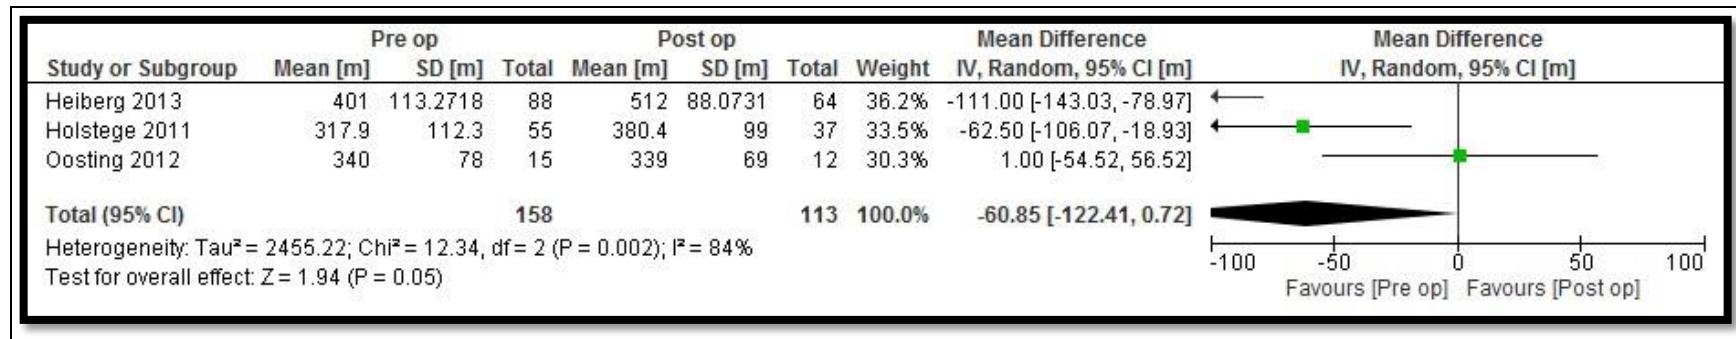 Pre op Post op Mean Difference Mean Difference
Study or Subgroup Mean [m] SD [m] Total Mean [m] SD [m] Total Weight IV, Random, 95% CI [m] IV, Random, 95% CI [m]
Heiberg 2013 401 113.2718 88 512 88.0731 64 36.2% -111.00 [-143.03, -78.97]
Holstege 2011 317.9 112.3 55 380.4 99 37 33.5% -62.50 [-106.07, -18.93]
Oosting 2012 340 78 15 339 69 12 30.3% 1.00 [-54.52, 56.52]
Total (95% CI) 158 113 100.0% -60.85 [-122.41, 0.72]
Heterogeneity: Tau² = 2455.22; Chi² = 12.34, df = 2 (P = 0.002); I² = 84%
Test for overall effect: Z = 1.94 (P = 0.05)
-100 -50 0 50 100
Favours [Pre op] Favours [Post op]